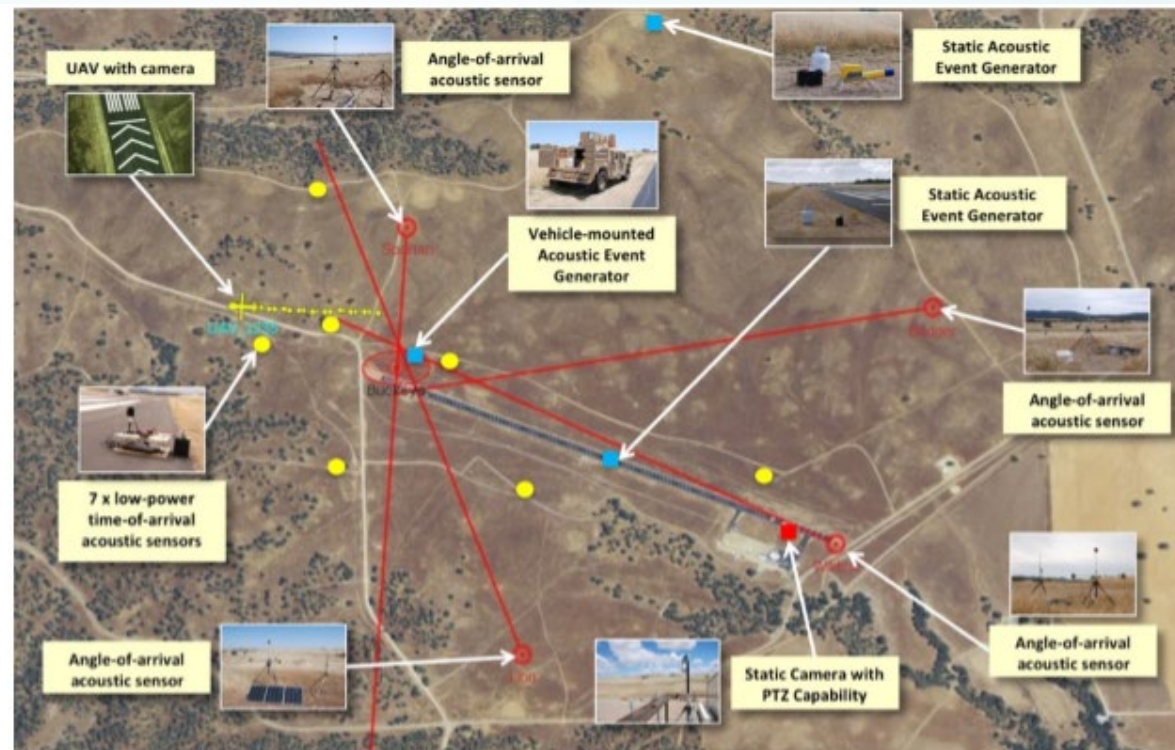 UAV with camera
Angle-of-arrival
acoustic sensor
Static Acoustic
Event Generator
Static Acoustic
Event Generator
Vehicle-mounted
Acoustic Event
Generator
Angle-of-arrival
acoustic sensor
7 x low-power
time-of-arrival
acoustic sensors
Angle-of-arrival
acoustic sensor
Static Camera with
PTZ Capability
Angle-of-arrival
acoustic sensor